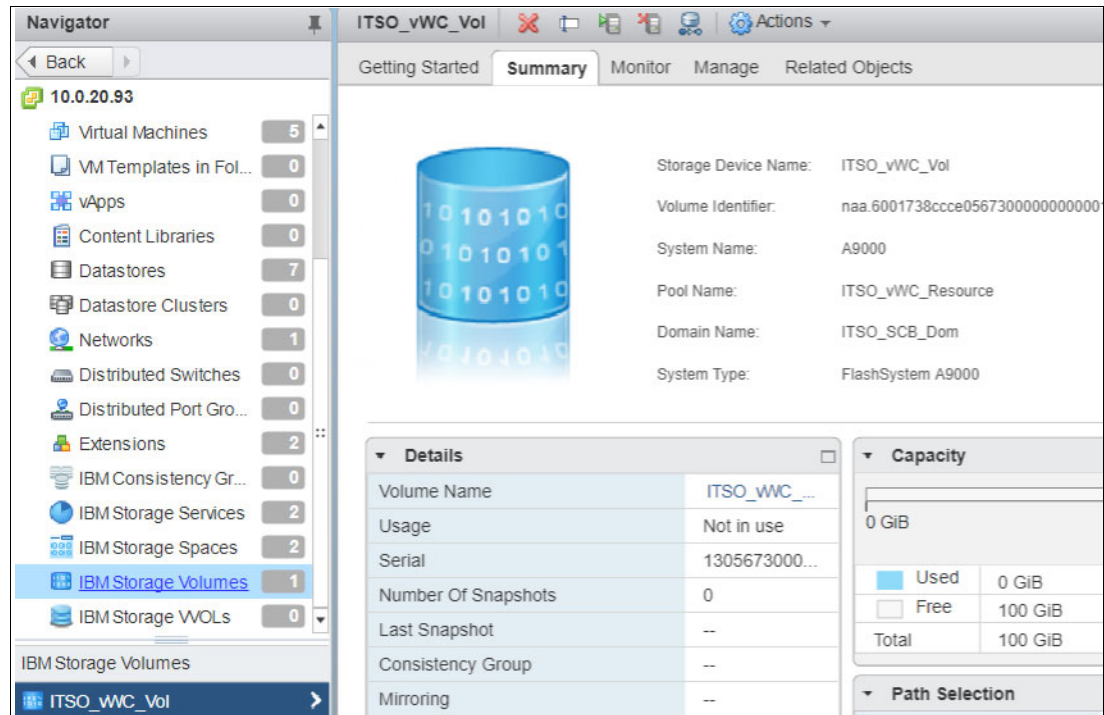 Navigator
Back
10.0.20.93
Virtual Machines 5
VM Templates in Fol... 0
vApps 0
Content Libraries 0
Datastores 7
Datastore Clusters 0
Networks 1
Distributed Switches 0
Distributed Port Gro... 0
Extensions 2
IBM Consistency Gr... 0
IBM Storage Services 2
IBM Storage Spaces 2
IBM Storage Volumes 1
IBM Storage VVOLs 0
IBM Storage Volumes
ITSO_vWC_Vol
ITSO_vWC_Vol Actions
Getting Started Summary Monitor Manage Related Objects
Storage Device Name: ITSO_vWC_Vol
Volume Identifier: naa.6001738ccce0567300000000001
System Name: A9000
Pool Name: ITSO_vWC_Resource
Domain Name: ITSO_SCB_Dom
System Type: FlashSystem A9000
10101010
01010101
10101010
Details
Volume Name ITSO_vWC_...
Usage Not in use
Serial 1305673000...
Number Of Snapshots 0
Last Snapshot --
Consistency Group --
Mirroring --
Capacity
0 GiB
Used 0 GiB
Free 100 GiB
Total 100 GiB
Path Selection